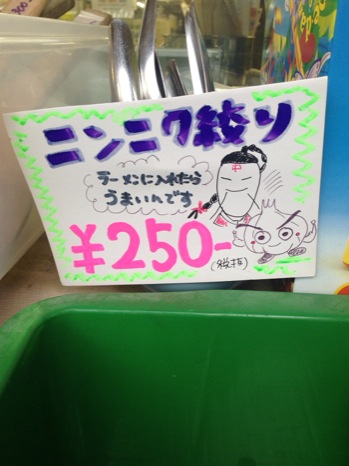 ニンニク絞り
ラーメンに入れたら
うまいんです
¥250-
(税抜)
中